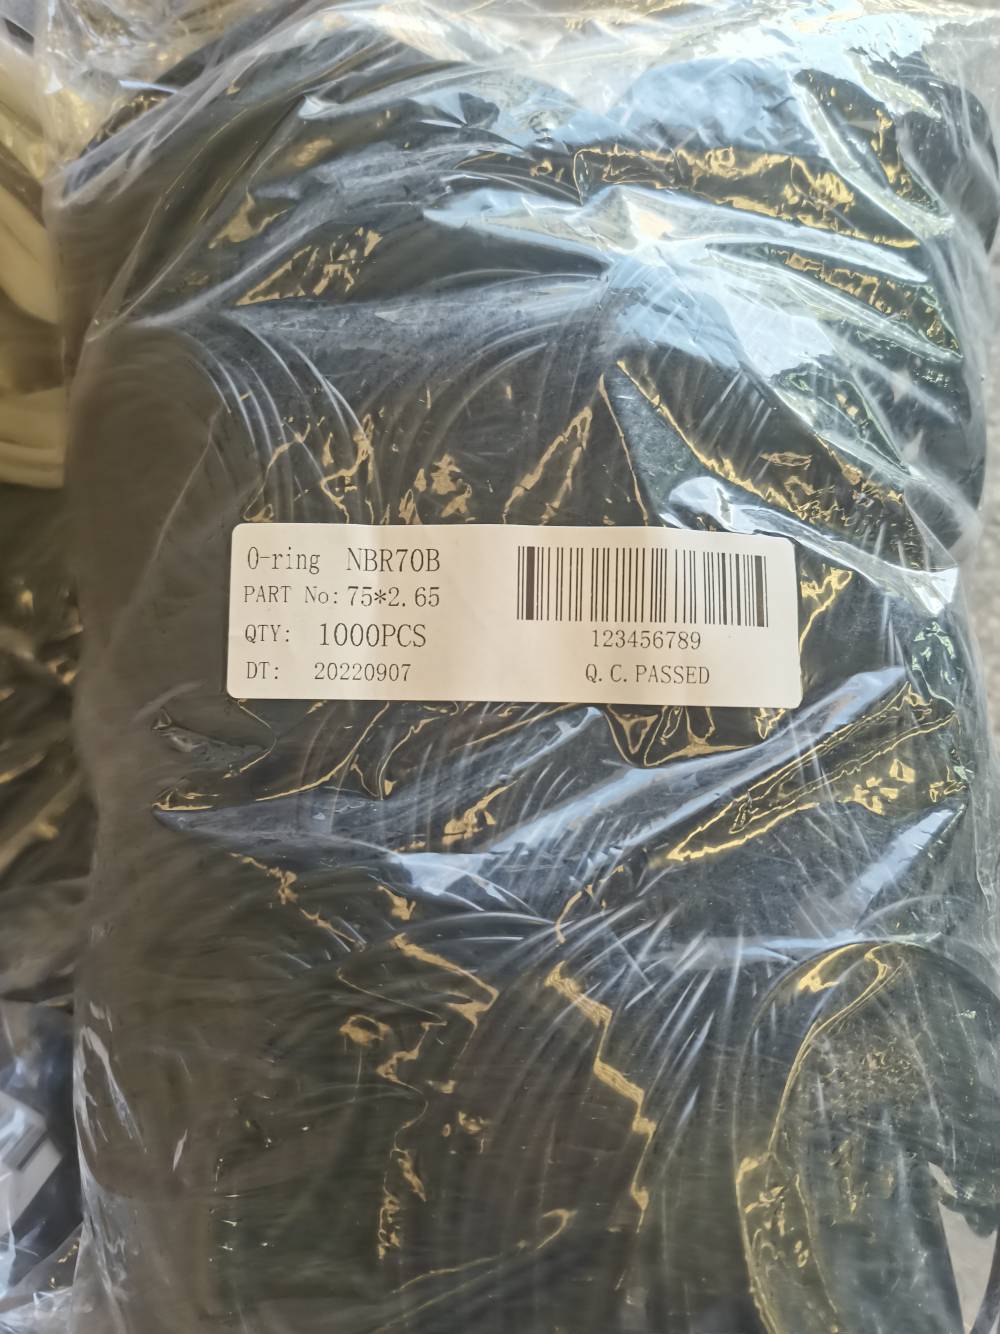 O-ring NBR70B
PART No: 75*2.65
QTY: 1000PCS
DT: 20220907
123456789
Q.C.PASSED